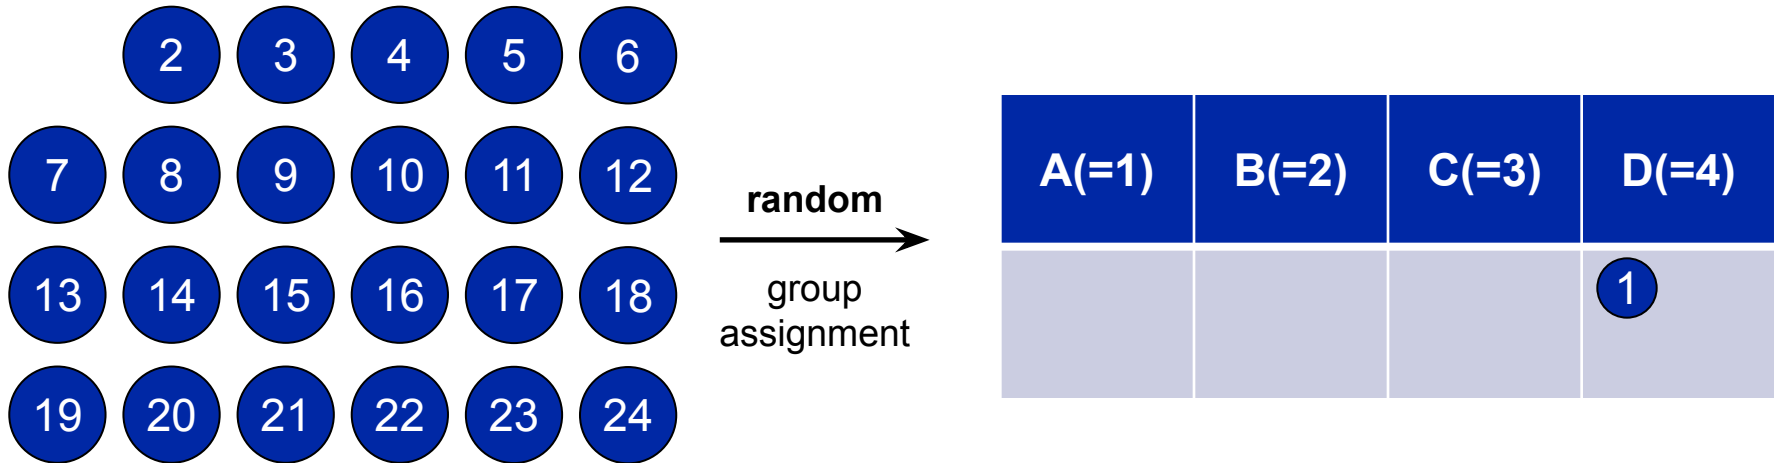 2 3 4 5 6
7 8 9 10 11 12
13 14 15 16 17 18
19 20 21 22 23 24
random
group
assignment
A(=1) B(=2) C(=3) D(=4)
1